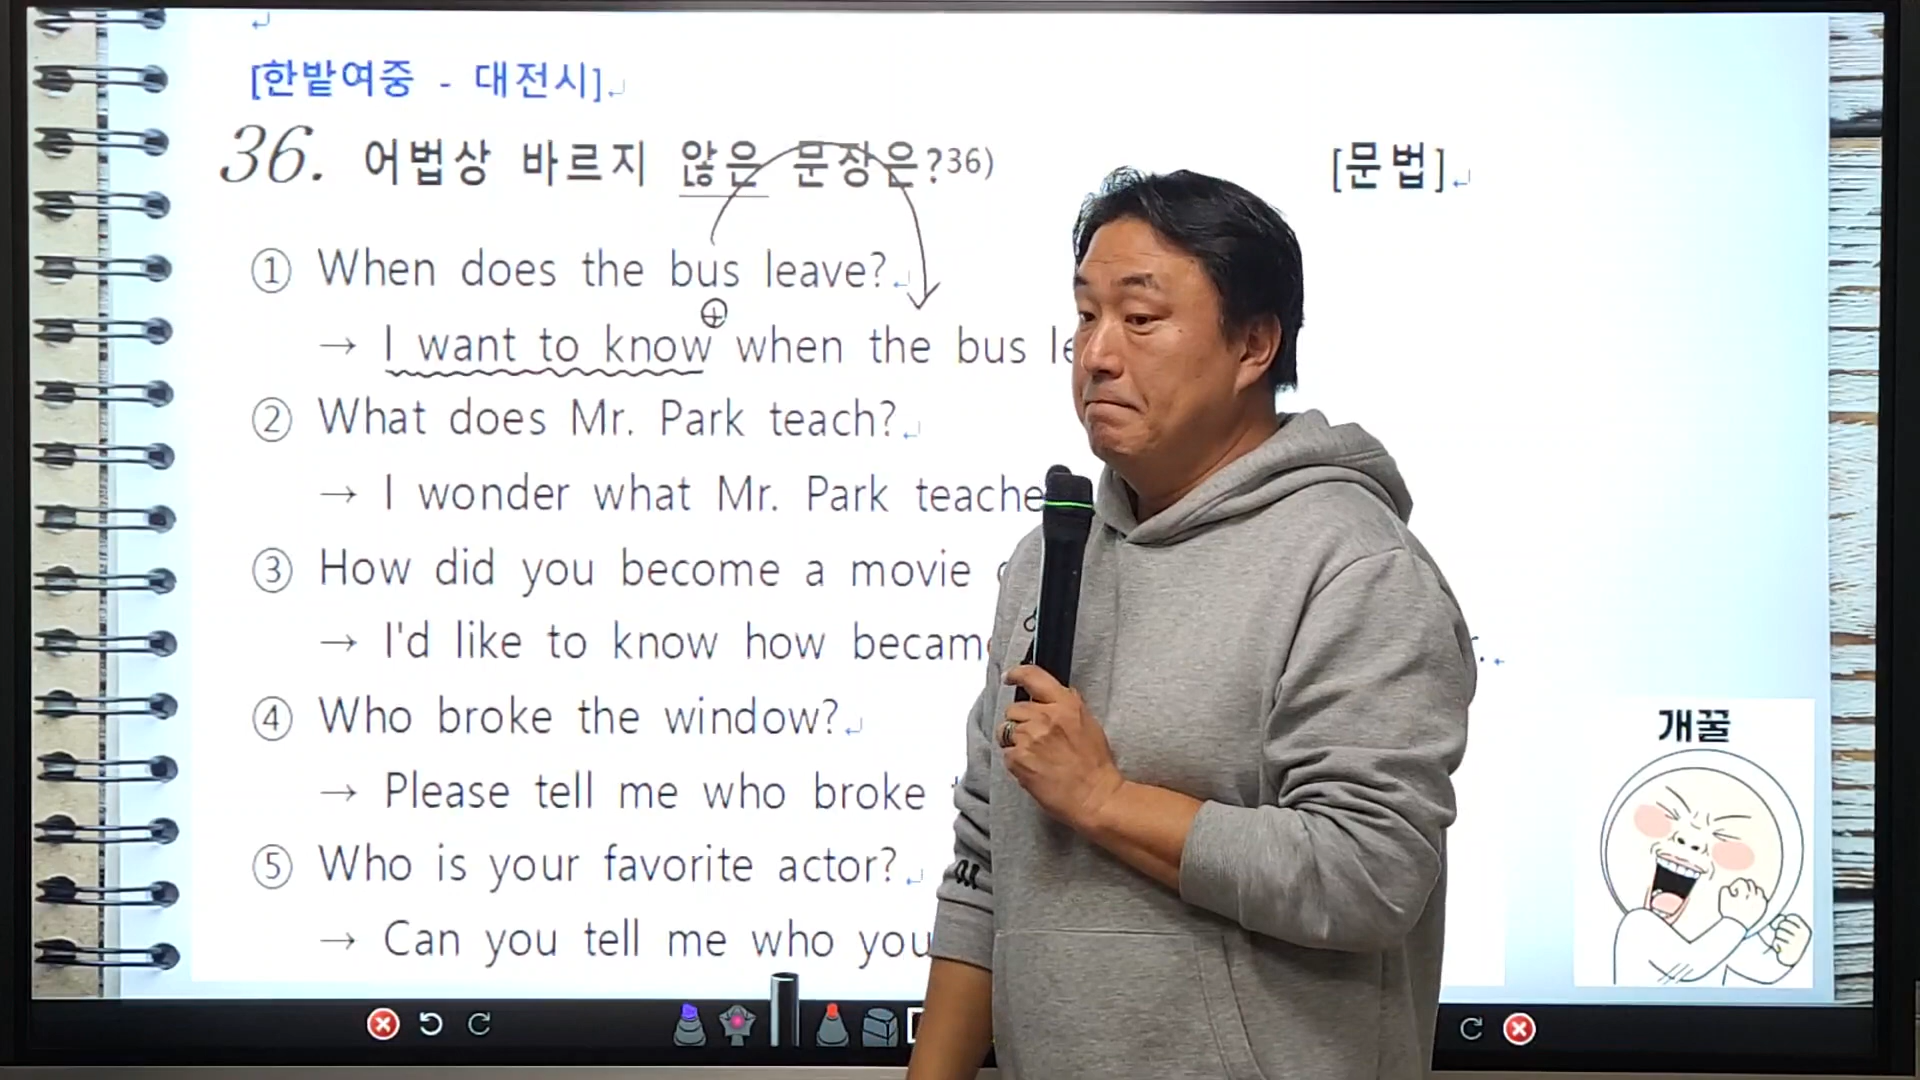 [한밭여중 - 대전시]
36. 어법상 바르지 않은 문장은?36) [문법]
① When does the bus leave?
→ I want to know when the bus
② What does Mr. Park teach?
→ I wonder what Mr. Park
③ How did you become a movie
→ I'd like to know how
④ Who broke the window?
→ Please tell me who broke
⑤ Who is your favorite actor?
→ Can you tell me who
개꿀